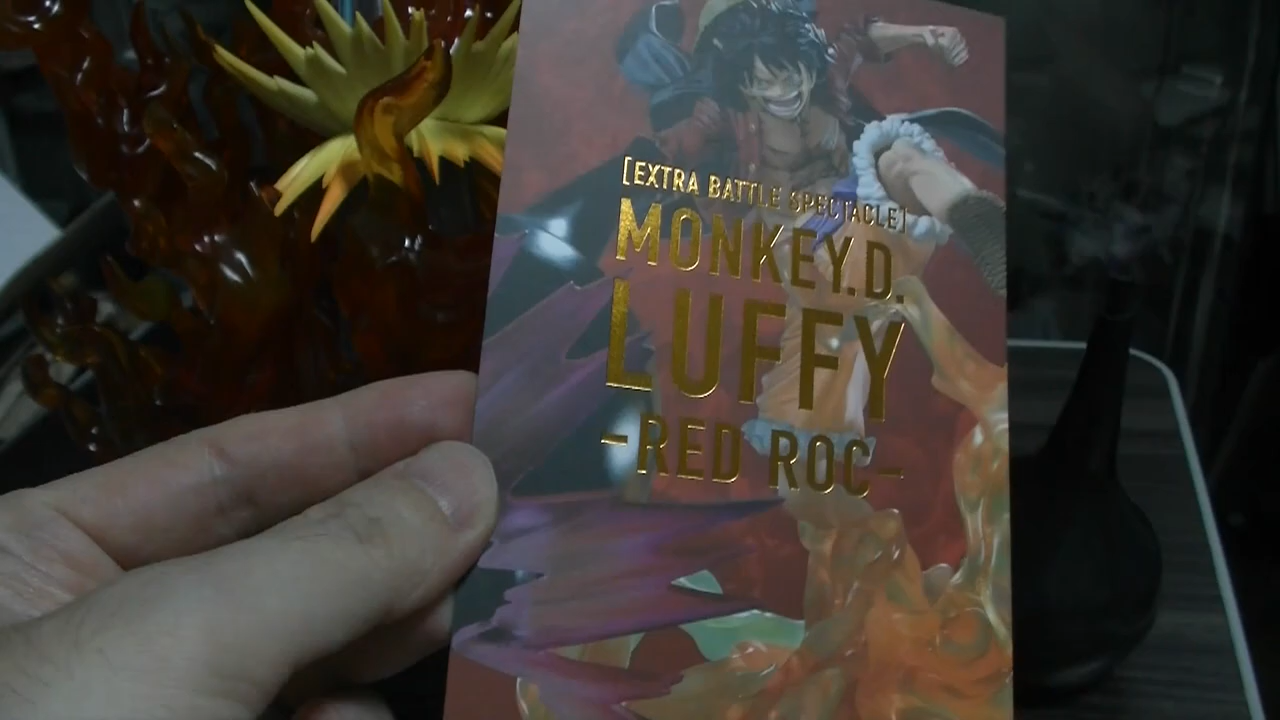 [EXTRA BATTLE SPECTACLE]
MONKEY.D.
LUFFY
-RED ROC-